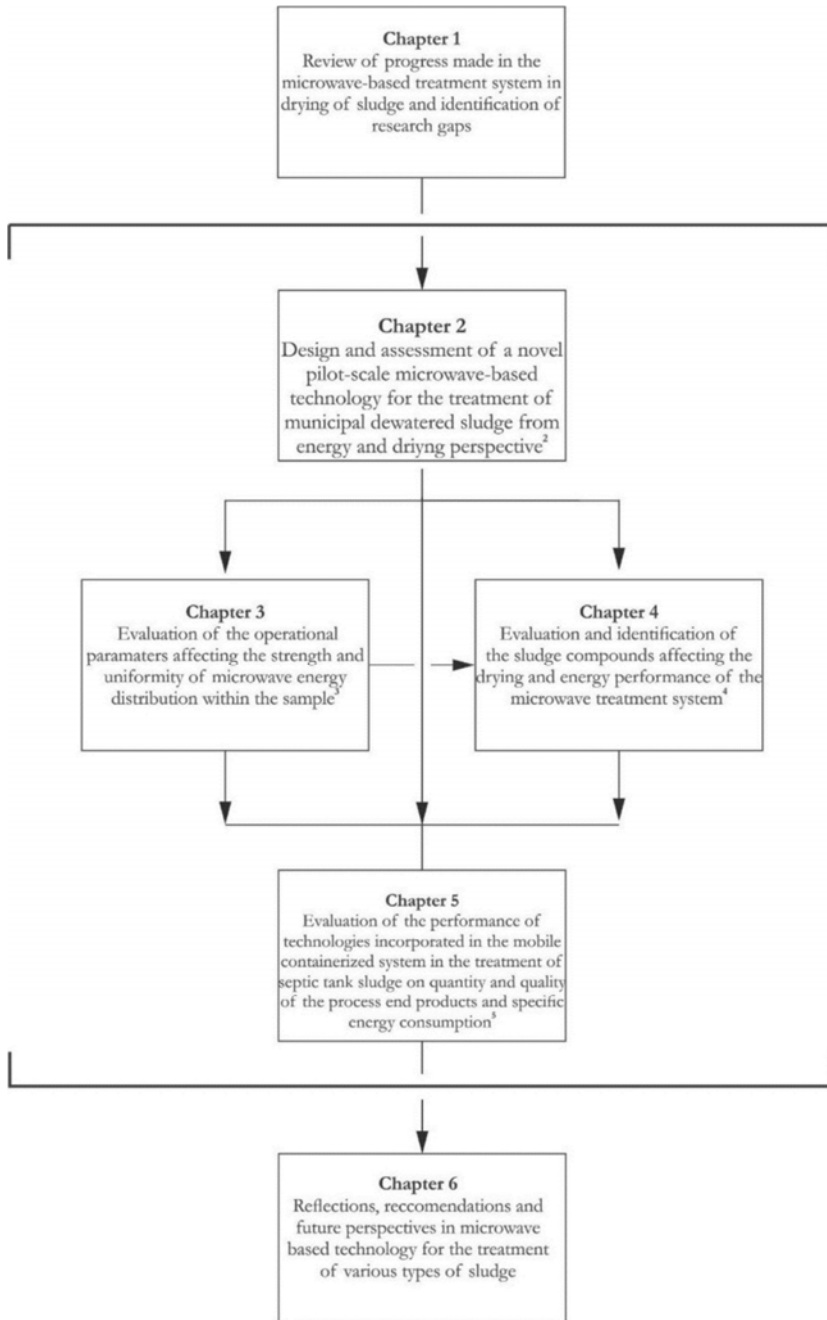 Chapter 1
Review of progress made in the
microwave-based treatment system in
drying of sludge and identification of
research gaps
Chapter 2
Design and assessment of a novel
pilot-scale microwave-based
technology for the treatment of
municipal dewatered sludge from
energy and driyng perspective²
Chapter 3
Evaluation of the operational
paramaters affecting the strength and
uniformity of microwave energy
distribution within the sample³
Chapter 4
Evaluation and identification of
the sludge compounds affecting the
drying and energy performance of the
microwave treatment system⁴
Chapter 5
Evaluation of the performance of
technologies incorporated in the mobile
containerized system in the treatment of
septic tank sludge on quantity and quality
of the process end products and specific
energy consumption⁵
Chapter 6
Reflections, reccomendations and
future perspectives in microwave
based technology for the treatment
of various types of sludge